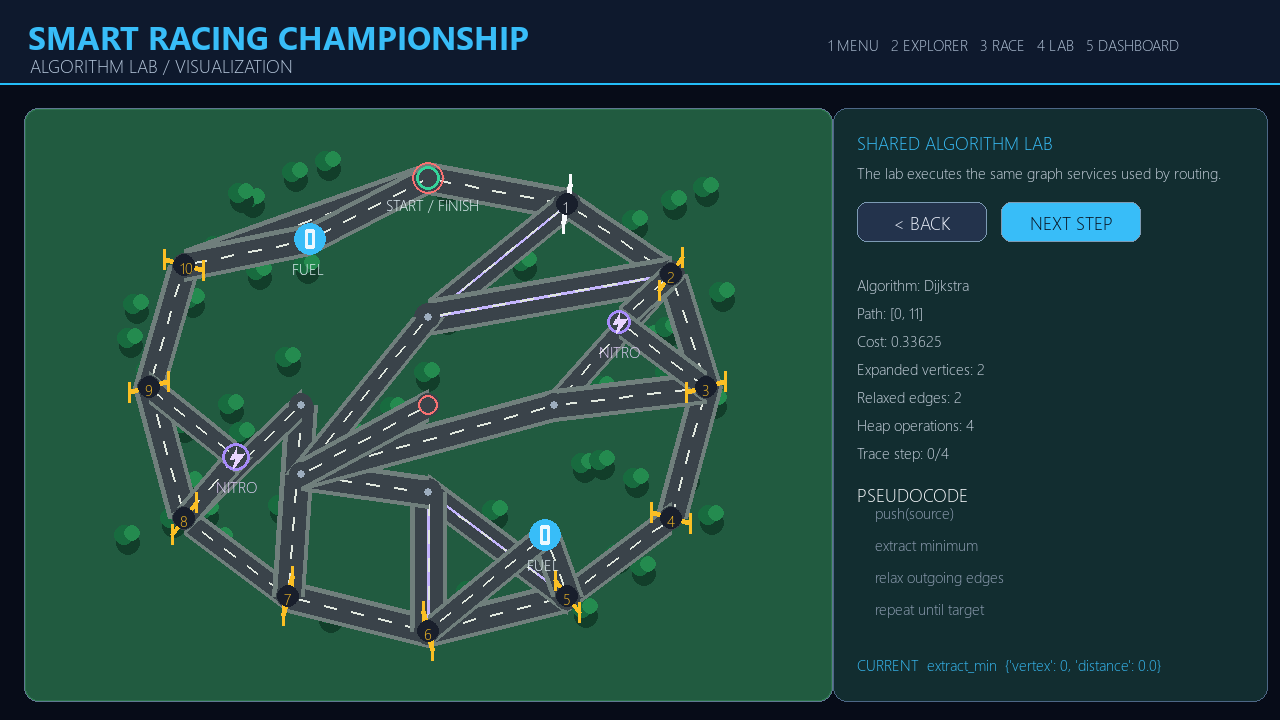 SMART RACING CHAMPIONSHIP
ALGORITHM LAB / VISUALIZATION
1 MENU 2 EXPLORER 3 RACE 4 LAB 5 DASHBOARD
START / FINISH
1
FUEL
10
2
NITRO
3
9
NITRO
8
4
FUEL
5
7
6
SHARED ALGORITHM LAB
The lab executes the same graph services used by routing.
< BACK
NEXT STEP
Algorithm: Dijkstra
Path: [0, 11]
Cost: 0.33625
Expanded vertices: 2
Relaxed edges: 2
Heap operations: 4
Trace step: 0/4
PSEUDOCODE
push(source)
extract minimum
relax outgoing edges
repeat until target
CURRENT extract_min {'vertex': 0, 'distance': 0.0}